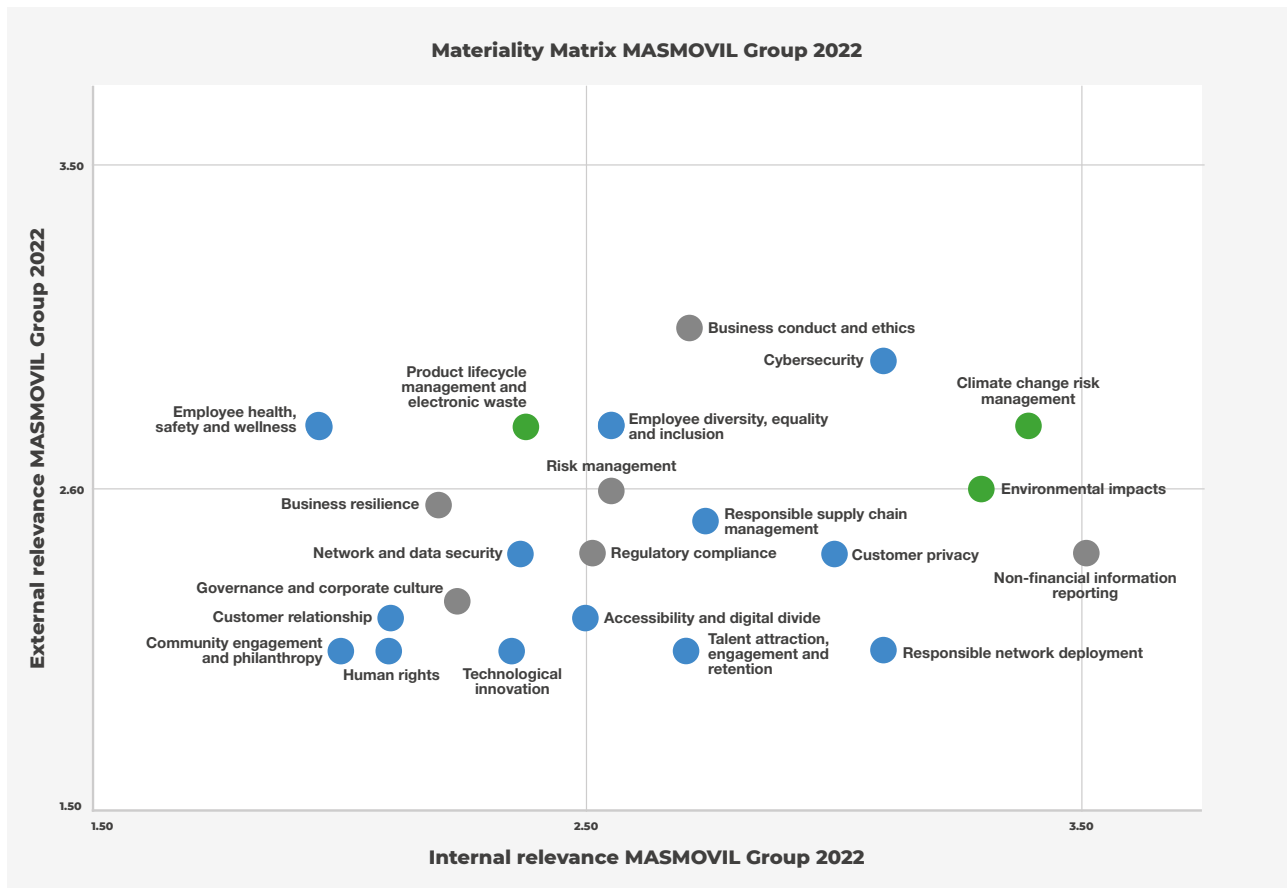 Materiality Matrix MASMOVIL Group 2022
External relevance MASMOVIL Group 2022
3.50
Business conduct and ethics
Cybersecurity
Product lifecycle
management and
electronic waste
Climate change risk
management
Employee health,
safety and wellness
Employee diversity, equality
and inclusion
Risk management
2.60
Environmental impacts
Business resilience
Responsible supply chain
management
Network and data security
Regulatory compliance
Customer privacy
Non-financial information
reporting
Governance and corporate culture
Customer relationship
Accessibility and digital divide
Community engagement
and philanthropy
Human rights
Technological
innovation
Talent attraction,
engagement and
retention
Responsible network deployment
1.50
1.50
2.50
3.50
Internal relevance MASMOVIL Group 2022